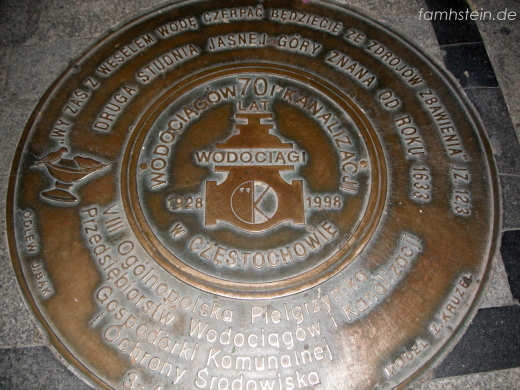 famhstein.de
"WY ZAŚ Z WESELEM WODĘ CZERPAĆ BĘDZIECIE ZE ZDROJÓW ZBAWIENIA" IZ 12,3
DRUGA STUDNIA JASNEJ GÓRY ZNANA OD ROKU 1633
70 LAT
WODOCIĄGÓW I KANALIZACJI
WODOCIĄGI
1928 1998
W CZĘSTOCHOWIE
VIII Ogólnopolska Pielgrzymka
Przedsiębiorstw Wodociągów i Kanalizacji
Gospodarki Komunalnej
i Ochrony Środowiska
ODLEW
Z. KRUZEL